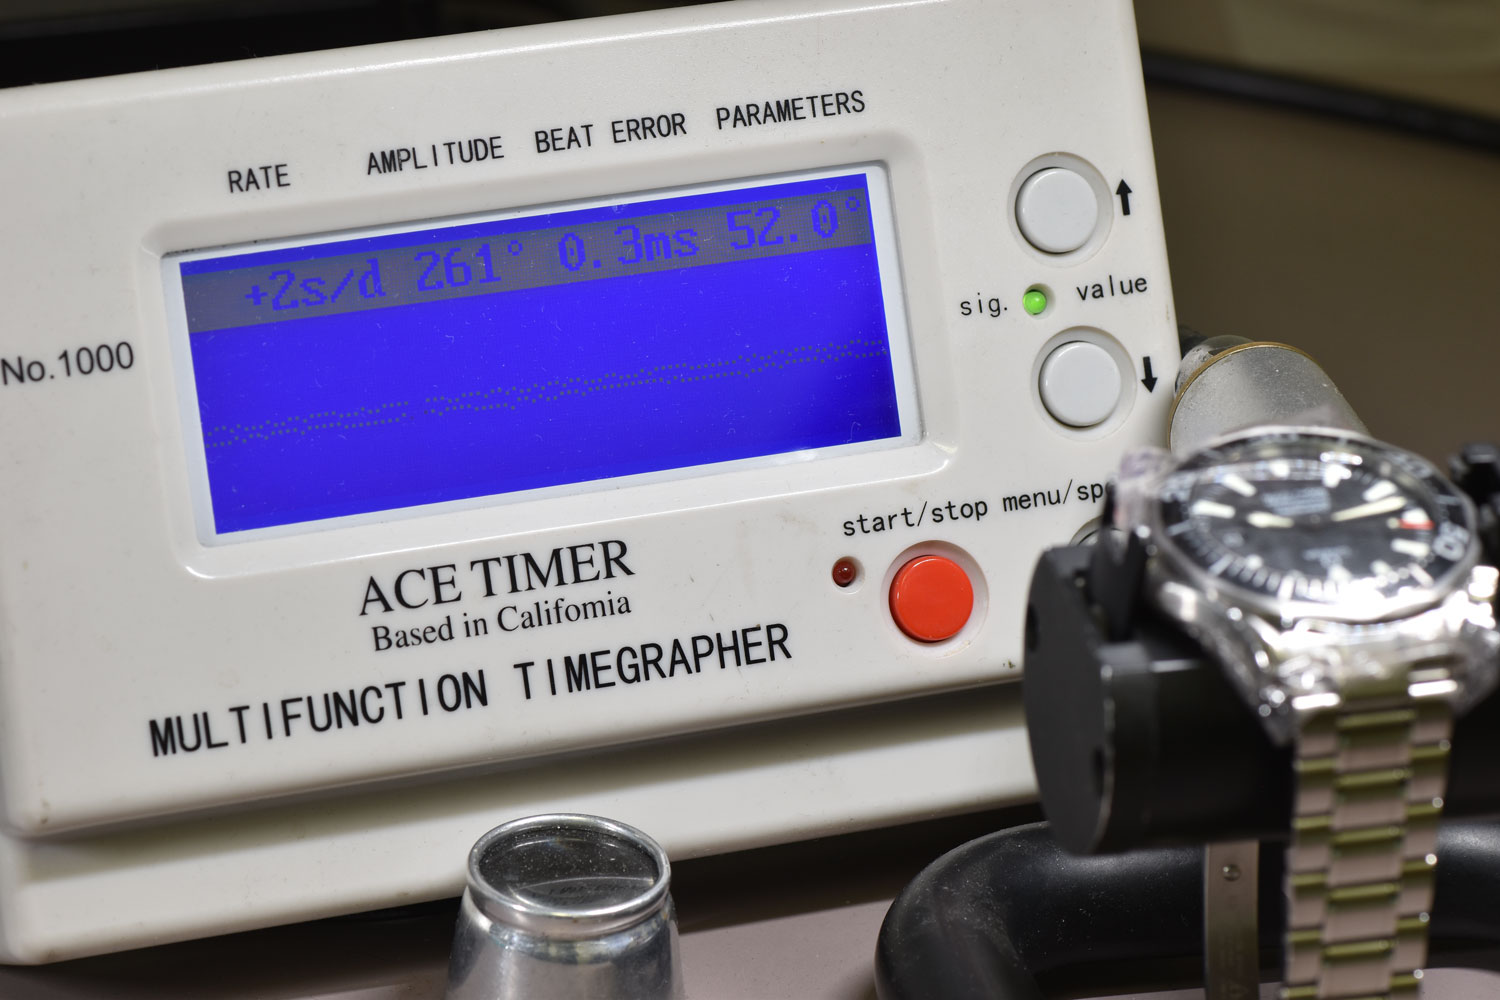 RATE AMPLITUDE BEAT ERROR PARAMETERS
+2s/d 261° 0.3ms 52.0°
sig. value
No.1000
start/stop menu/sp
ACE TIMER
Based in Califomia
MULTIFUNCTION TIMEGRAPHER